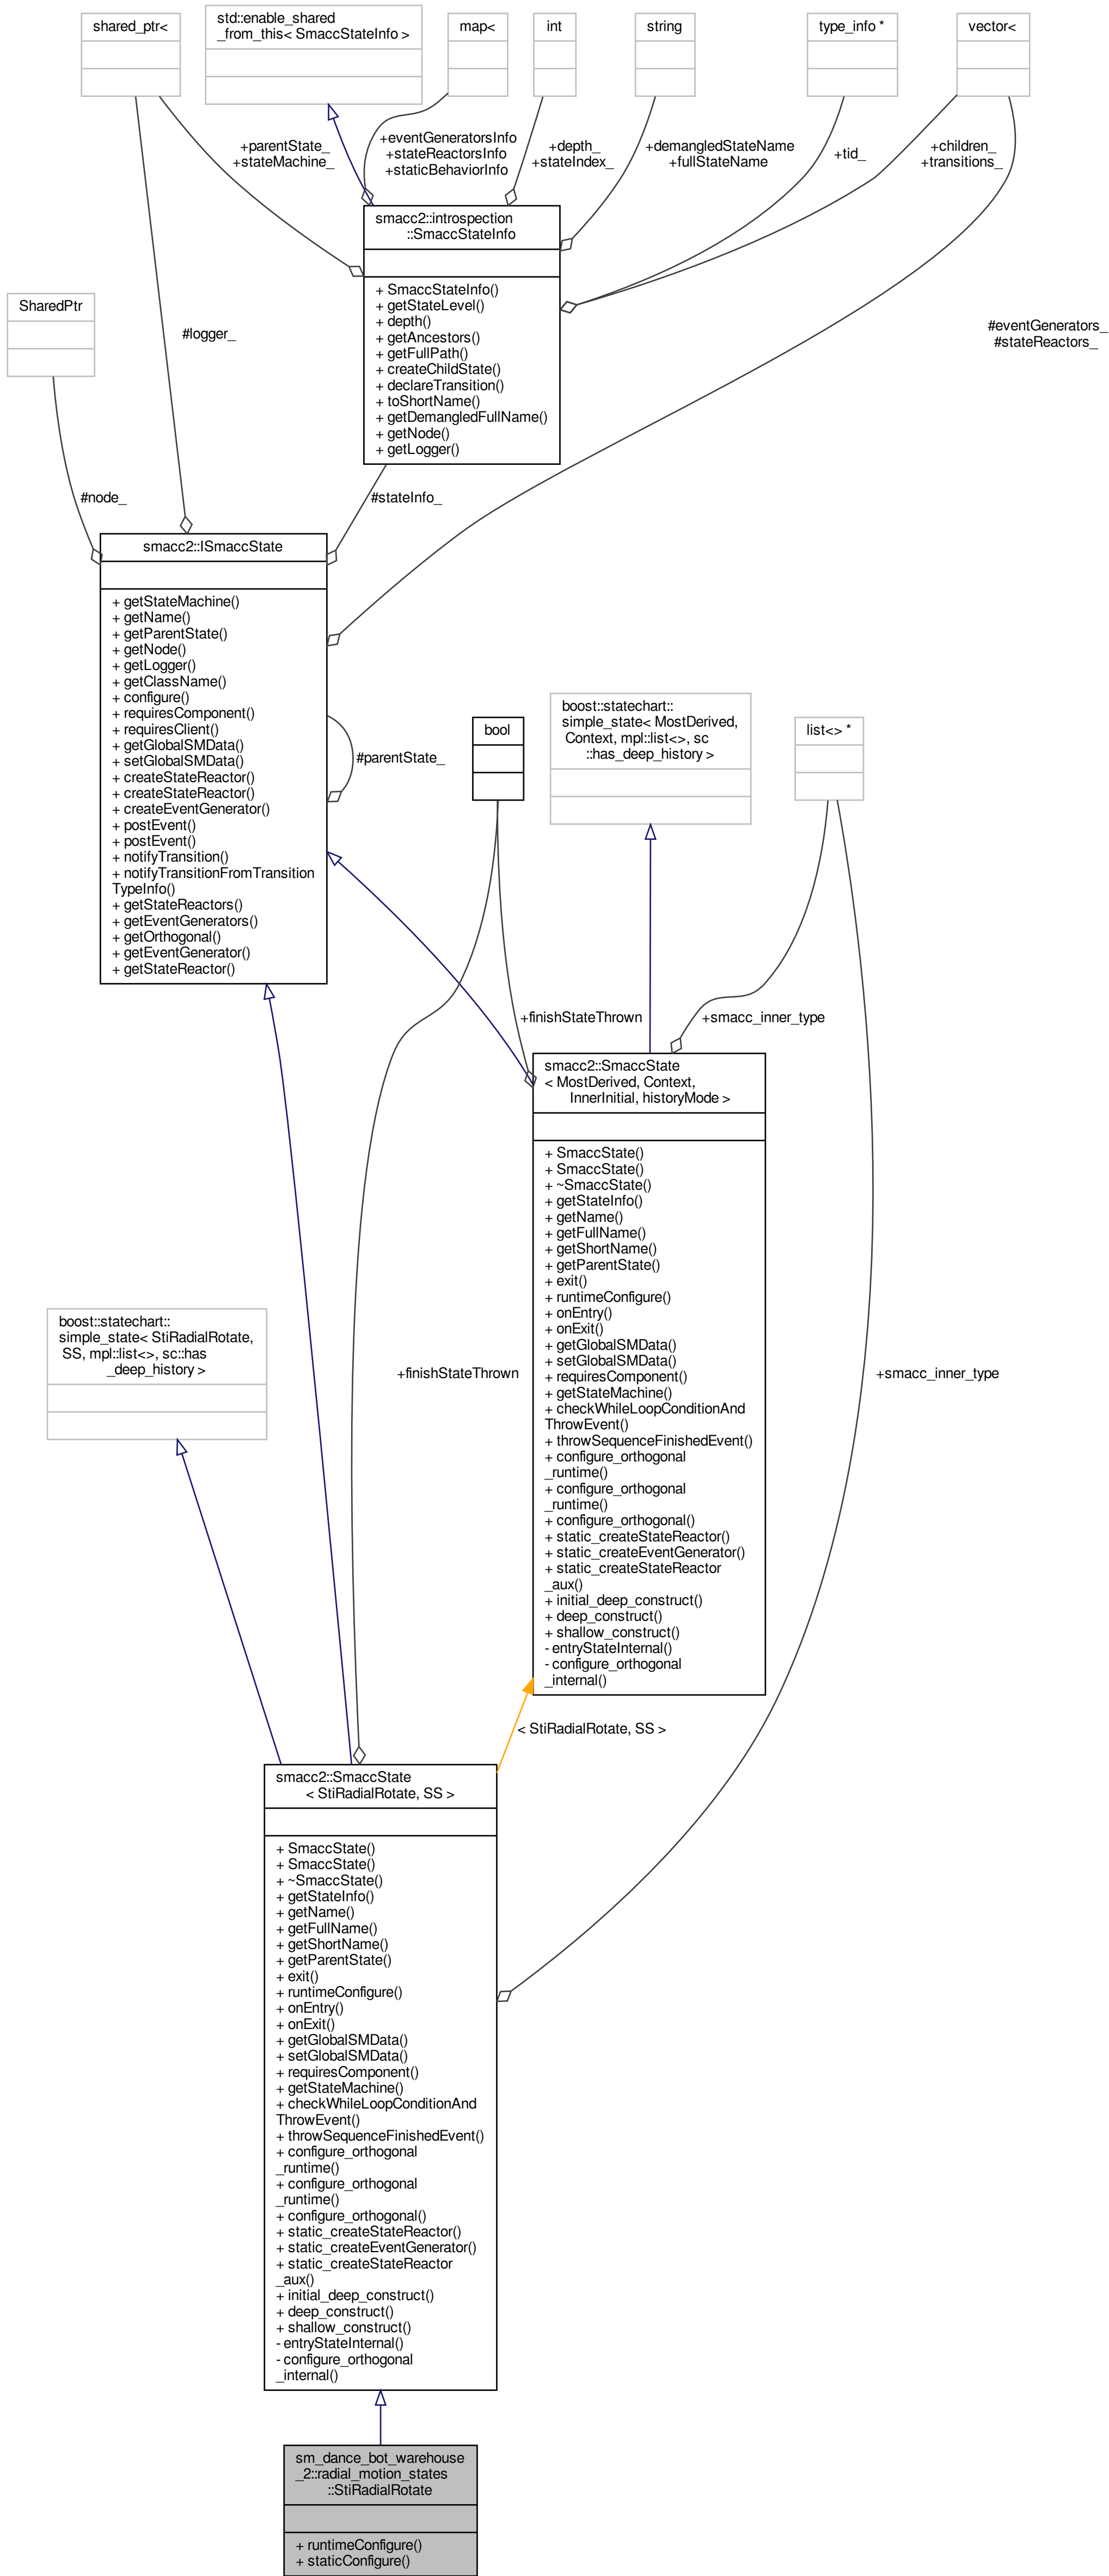 shared_ptr<
std::enable_shared
_from_this< SmaccStateInfo >
map<
int
string
type_info *
vector<
+parentState_
+stateMachine_
+eventGeneratorsInfo
+stateReactorsInfo
+staticBehaviorInfo
+depth_
+stateIndex_
+demangledStateName
+fullStateName
+tid_
+children_
+transitions_
smacc2::introspection
::SmaccStateInfo
+ SmaccStateInfo()
+ getStateLevel()
+ depth()
+ getAncestors()
+ getFullPath()
+ createChildState()
+ declareTransition()
+ toShortName()
+ getDemangledFullName()
+ getNode()
+ getLogger()
SharedPtr
#logger_
#eventGenerators_
#stateReactors_
#node_
#stateInfo_
smacc2::ISmaccState
+ getStateMachine()
+ getName()
+ getParentState()
+ getNode()
+ getLogger()
+ getClassName()
+ configure()
+ requiresComponent()
+ requiresClient()
+ getGlobalSMData()
+ setGlobalSMData()
+ createStateReactor()
+ createStateReactor()
+ createEventGenerator()
+ postEvent()
+ postEvent()
+ notifyTransition()
+ notifyTransitionFromTransition
TypeInfo()
+ getStateReactors()
+ getEventGenerators()
+ getOrthogonal()
+ getEventGenerator()
+ getStateReactor()
#parentState_
bool
boost::statechart::
simple_state< MostDerived,
Context, mpl::list<>, sc
::has_deep_history >
list<> *
+finishStateThrown
+smacc_inner_type
smacc2::SmaccState
< MostDerived, Context,
InnerInitial, historyMode >
+ SmaccState()
+ SmaccState()
+ ~SmaccState()
+ getStateInfo()
+ getName()
+ getFullName()
+ getShortName()
+ getParentState()
+ exit()
+ runtimeConfigure()
+ onEntry()
+ onExit()
+ getGlobalSMData()
+ setGlobalSMData()
+ requiresComponent()
+ getStateMachine()
+ checkWhileLoopConditionAnd
ThrowEvent()
+ throwSequenceFinishedEvent()
+ configure_orthogonal
_runtime()
+ configure_orthogonal
_runtime()
+ configure_orthogonal()
+ static_createStateReactor()
+ static_createEventGenerator()
+ static_createStateReactor
_aux()
+ initial_deep_construct()
+ deep_construct()
+ shallow_construct()
- entryStateInternal()
- configure_orthogonal
_internal()
boost::statechart::
simple_state< StiRadialRotate,
SS, mpl::list<>, sc::has
_deep_history >
+finishStateThrown
+smacc_inner_type
< StiRadialRotate, SS >
smacc2::SmaccState
< StiRadialRotate, SS >
+ SmaccState()
+ SmaccState()
+ ~SmaccState()
+ getStateInfo()
+ getName()
+ getFullName()
+ getShortName()
+ getParentState()
+ exit()
+ runtimeConfigure()
+ onEntry()
+ onExit()
+ getGlobalSMData()
+ setGlobalSMData()
+ requiresComponent()
+ getStateMachine()
+ checkWhileLoopConditionAnd
ThrowEvent()
+ throwSequenceFinishedEvent()
+ configure_orthogonal
_runtime()
+ configure_orthogonal
_runtime()
+ configure_orthogonal()
+ static_createStateReactor()
+ static_createEventGenerator()
+ static_createStateReactor
_aux()
+ initial_deep_construct()
+ deep_construct()
+ shallow_construct()
- entryStateInternal()
- configure_orthogonal
_internal()
sm_dance_bot_warehouse
_2::radial_motion_states
::StiRadialRotate
+ runtimeConfigure()
+ staticConfigure()